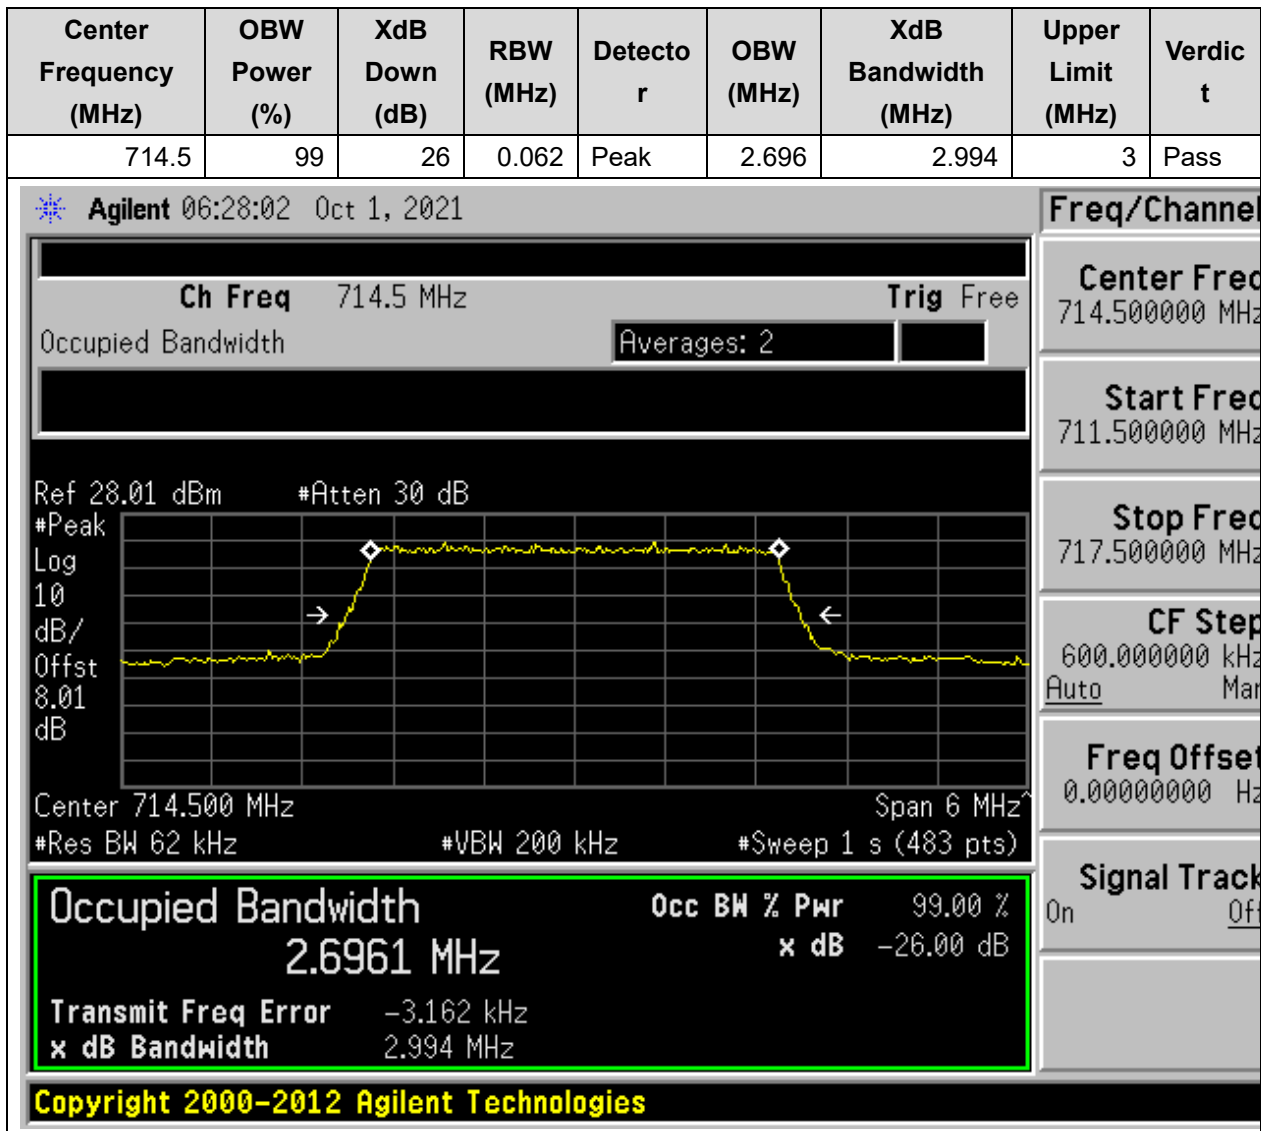 Center Frequency (MHz) OBW Power (%) XdB Down (dB) RBW (MHz) Detector OBW (MHz) XdB Bandwidth (MHz) Upper Limit (MHz) Verdict
714.5 99 26 0.062 Peak 2.696 2.994 3 Pass
Agilent 06:28:02 Oct 1, 2021
Freq/Channel
Ch Freq 714.5 MHz Trig Free
Occupied Bandwidth Averages: 2
Center Freq
714.500000 MHz
Start Freq
711.500000 MHz
Stop Freq
717.500000 MHz
CF Step
600.000000 kHz
Auto Man
Freq Offset
0.00000000 Hz
Signal Track
On Off
Ref 28.01 dBm #Atten 30 dB
#Peak
Log
10
dB/
Offst
8.01
dB
Center 714.500 MHz Span 6 MHz^
#Res BW 62 kHz #VBW 200 kHz #Sweep 1 s (483 pts)
Occupied Bandwidth Occ BW % Pwr 99.00 %
2.6961 MHz x dB -26.00 dB
Transmit Freq Error -3.162 kHz
x dB Bandwidth 2.994 MHz
Copyright 2000-2012 Agilent Technologies